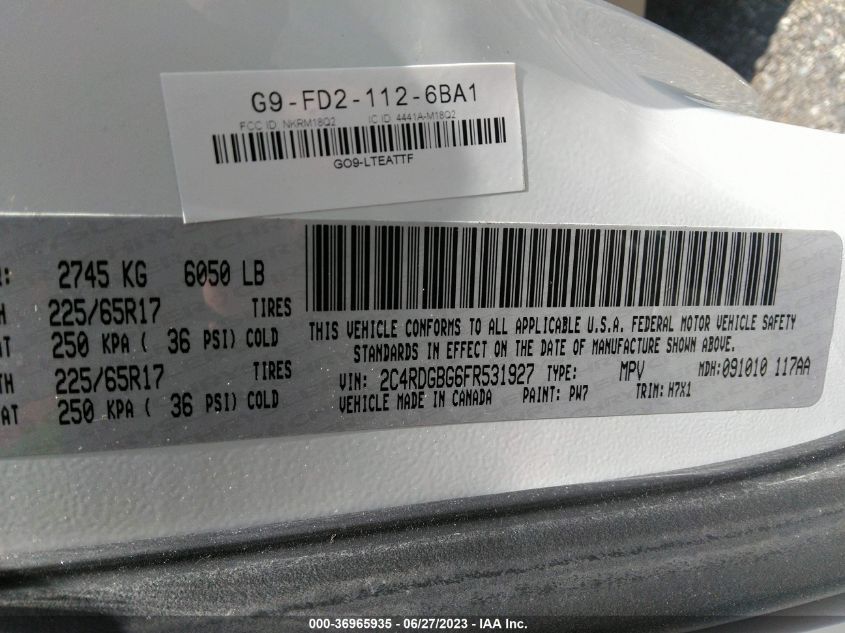 G9-FD2-112-6BA1
FCC ID NKRM18Q2 IC ID 4441A-M18Q2
GO9-LTEATTF
2745 KG 6050 LB
225/65R17 TIRES
250 KPA ( 36 PSI) COLD
225/65R17 TIRES
250 KPA ( 36 PSI) COLD
THIS VEHICLE CONFORMS TO ALL APPLICABLE U.S.A. FEDERAL MOTOR VEHICLE SAFETY
STANDARDS IN EFFECT ON THE DATE OF MANUFACTURE SHOWN ABOVE.
VIN: 2C4RDGBG6FR531927 TYPE: MPV MDH:091010 117AA
VEHICLE MADE IN CANADA PAINT: PW7 TRIM: H7X1
000-36965935 - 06/27/2023 - IAA Inc.